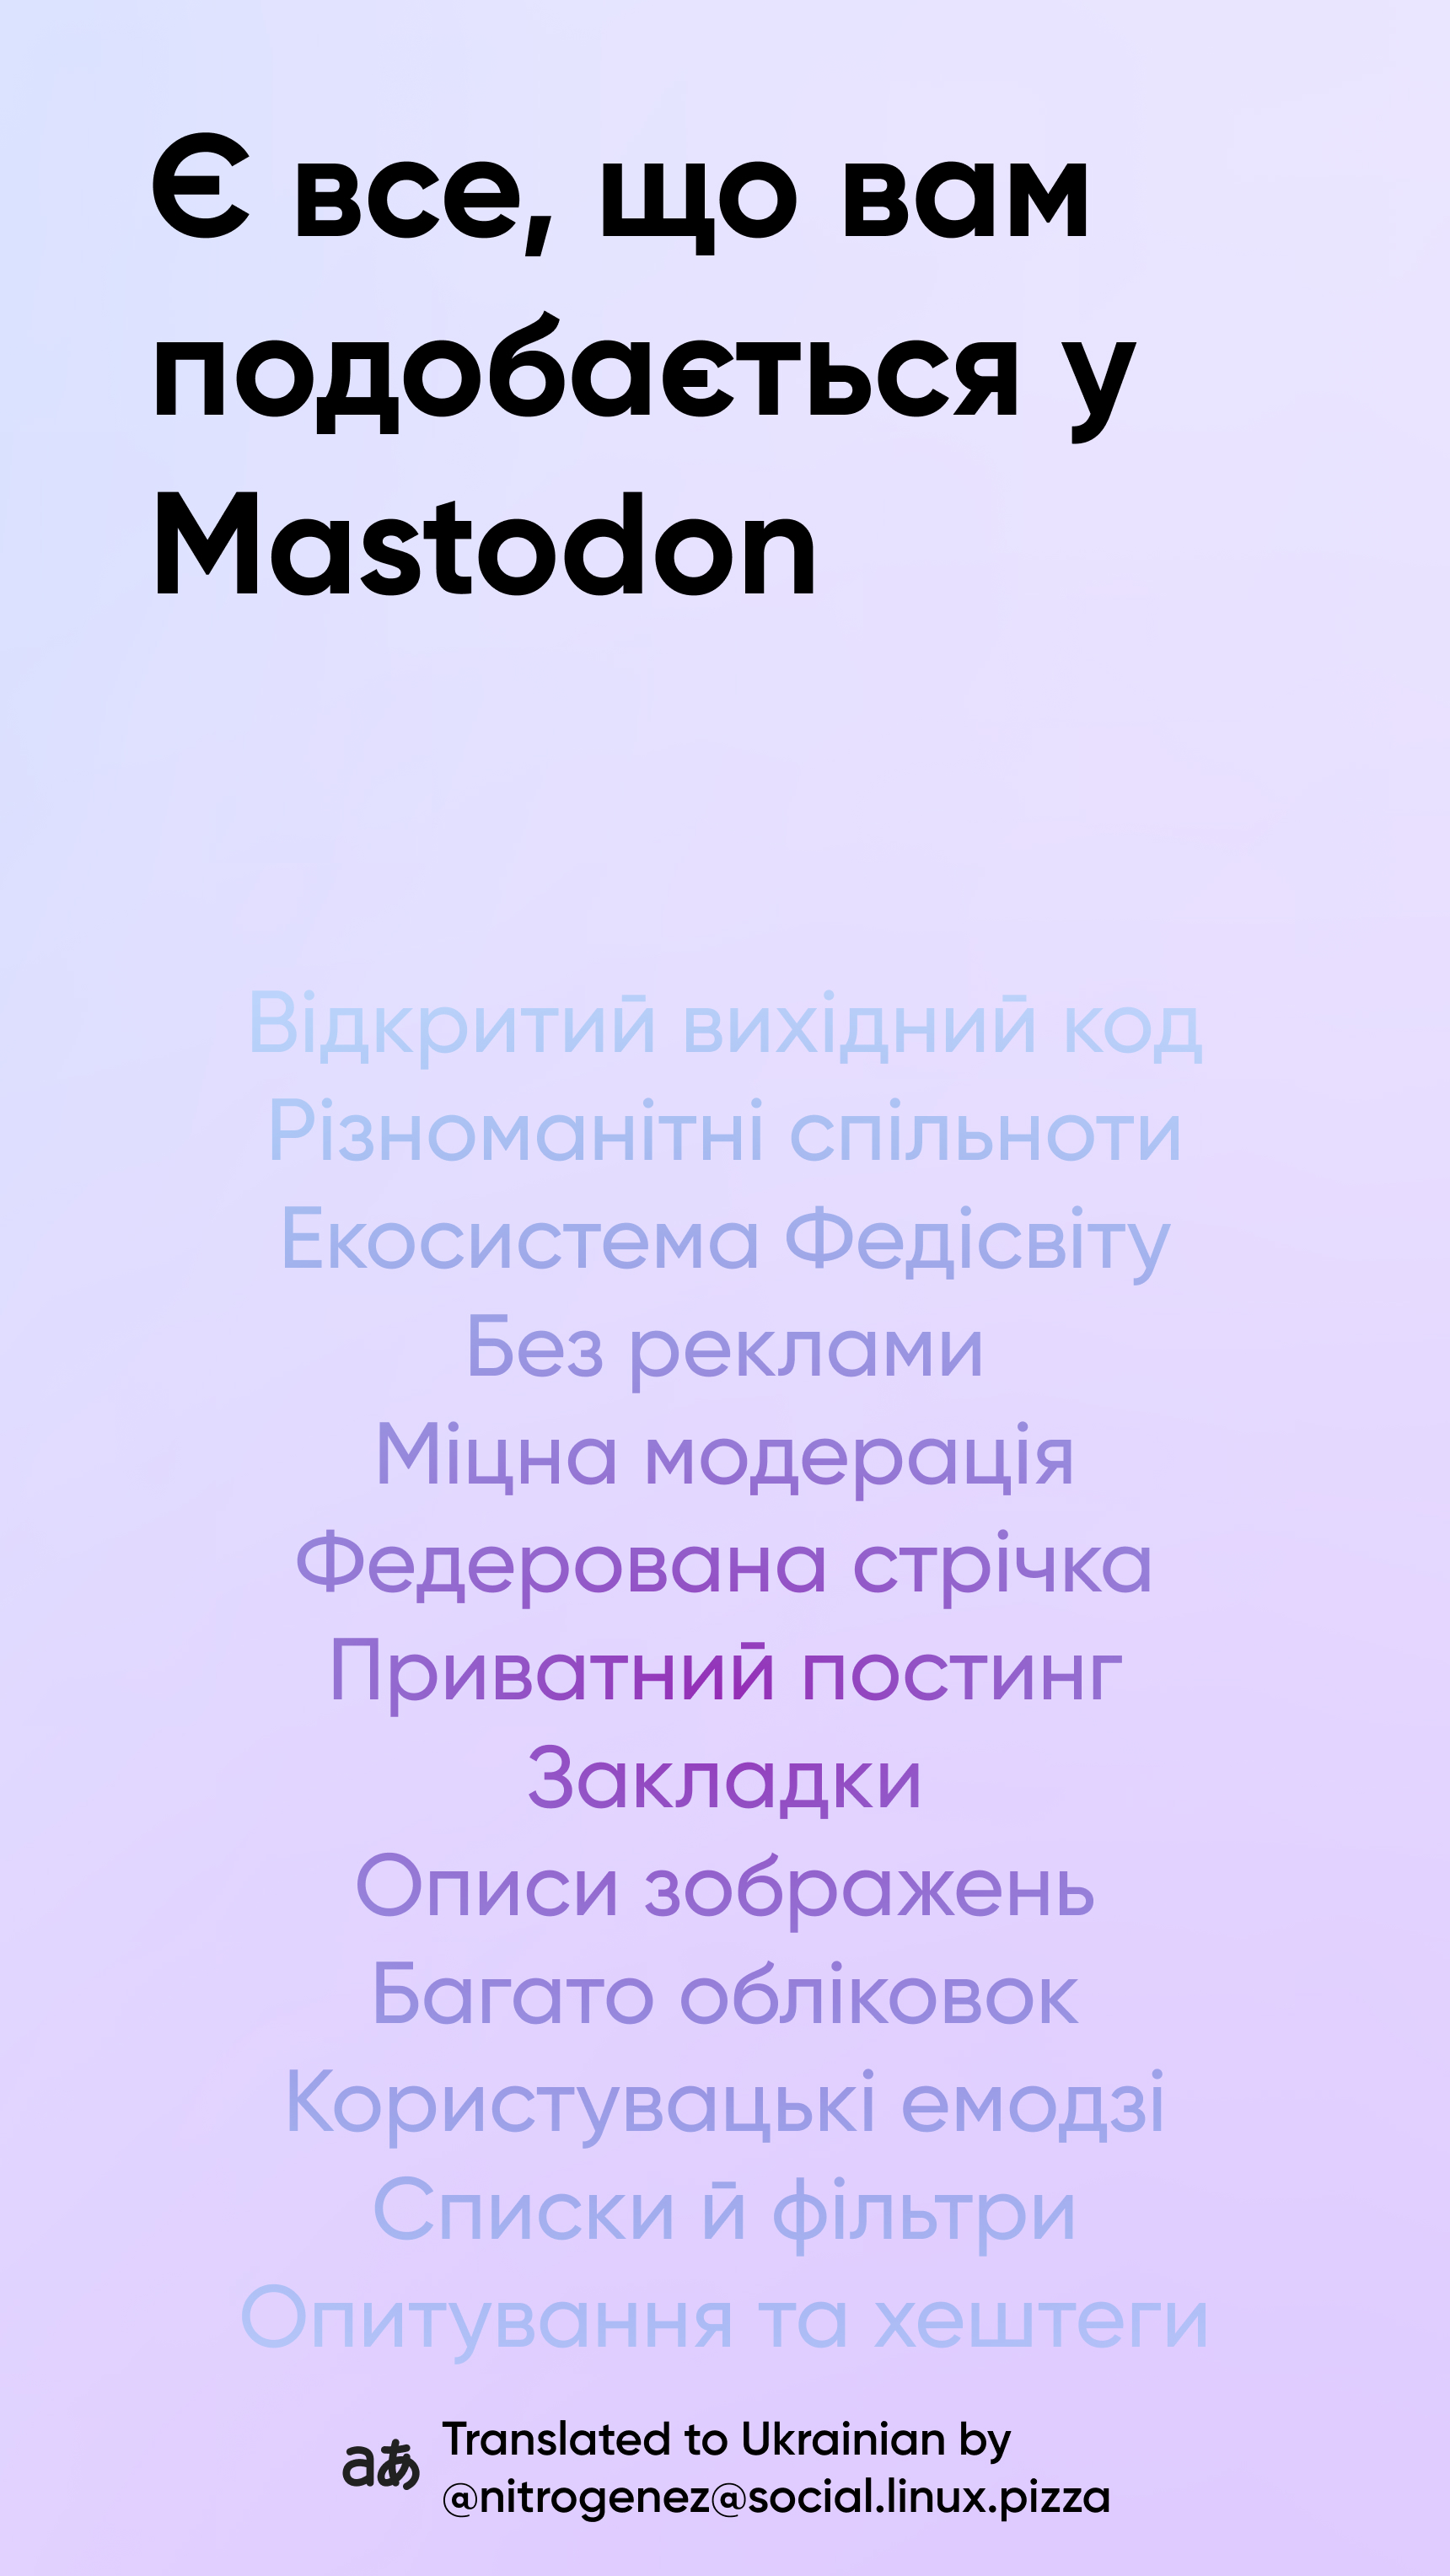 Є все, що вам
подобається у
Mastodon
Відкритий вихідний код
Різноманітні спільноти
Екосистема Федісвіту
Без реклами
Міцна модерація
Федерована стрічка
Приватний постинг
Закладки
Описи зображень
Багато обліковок
Користувацькі емодзі
Списки й фільтри
Опитування та хештеги
aあ Translated to Ukrainian by
@nitrogenez@social.linux.pizza